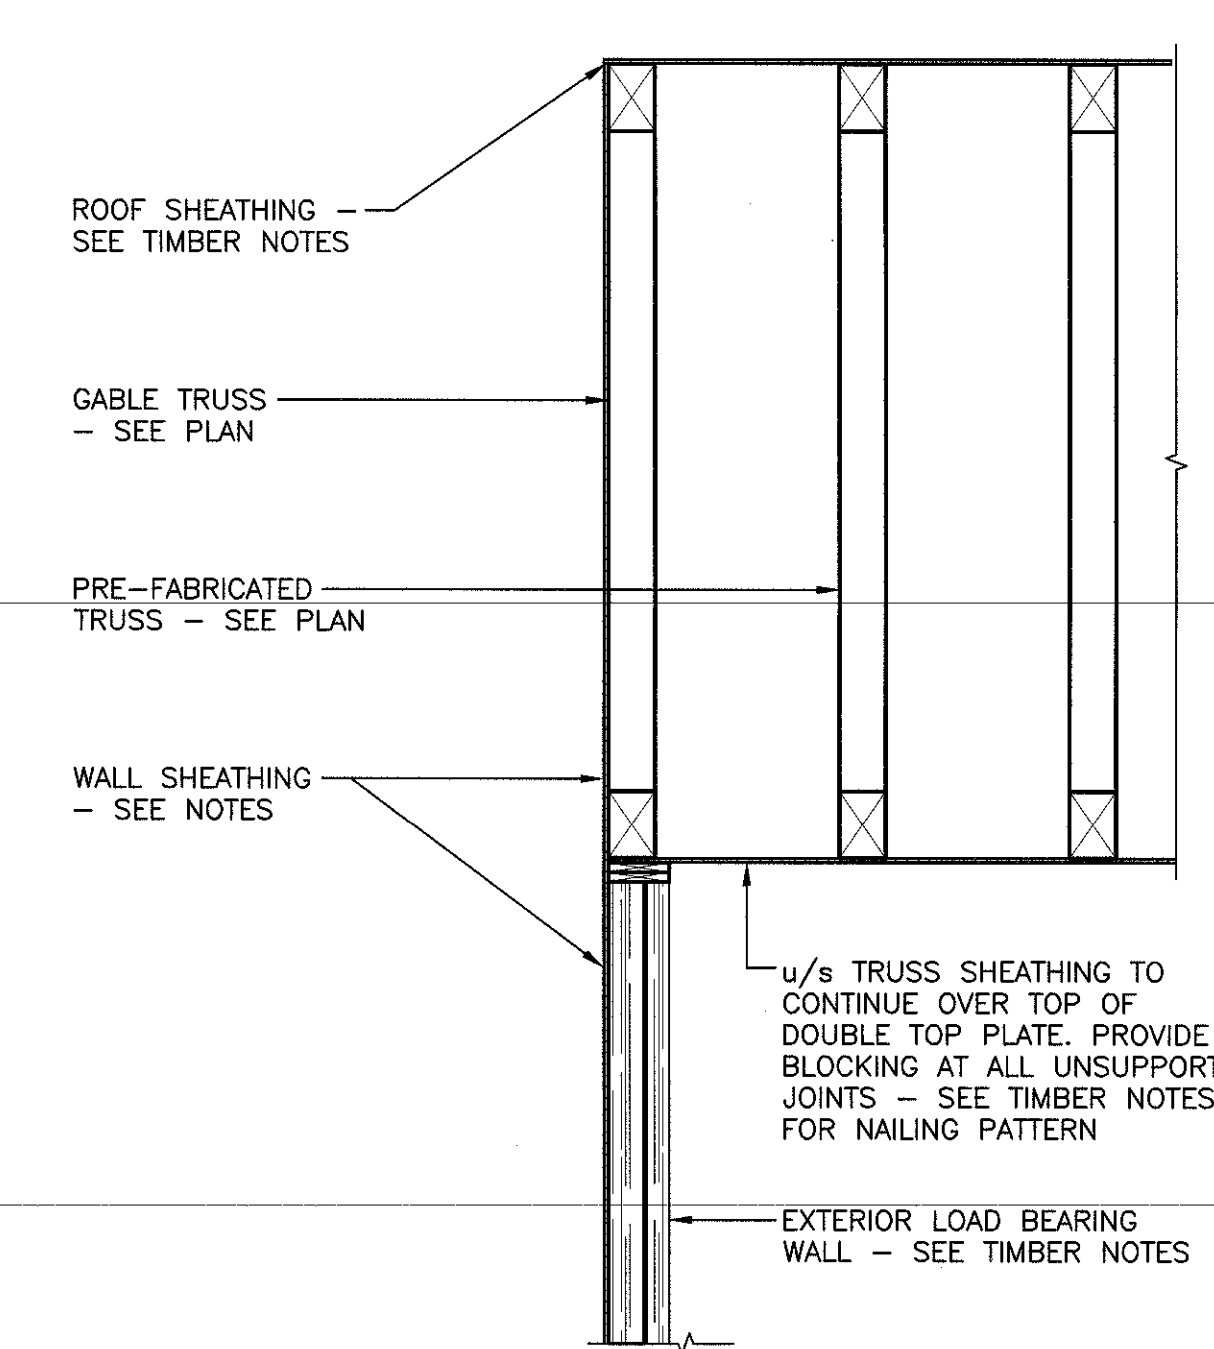 ROOF SHEATHING –
SEE TIMBER NOTES
GABLE TRUSS
– SEE PLAN
PRE–FABRICATED
TRUSS – SEE PLAN
WALL SHEATHING
– SEE NOTES
u/s TRUSS SHEATHING TO
CONTINUE OVER TOP OF
DOUBLE TOP PLATE. PROVIDE
BLOCKING AT ALL UNSUPPORT
JOINTS – SEE TIMBER NOTES
FOR NAILING PATTERN
EXTERIOR LOAD BEARING
WALL – SEE TIMBER NOTES